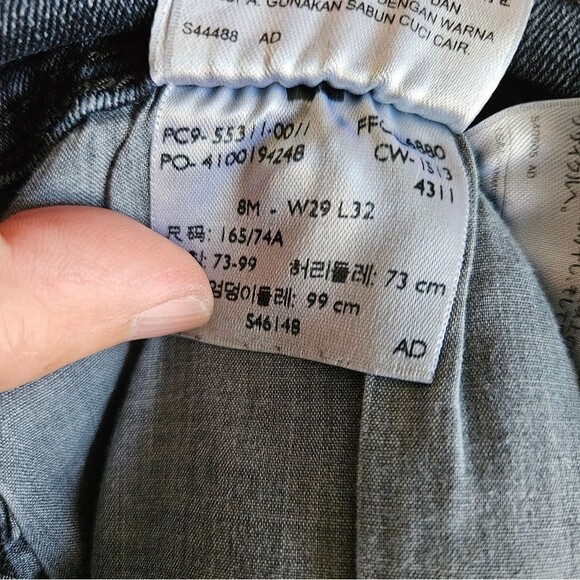 DAN
DENGAN WARNA
A. GUNAKAN SABUN CUCI CAIR.
S44488 AD
PC9-55311-0011
PO-4100194248
CW-1513
4311
8M - W29 L32
尺码: 165/74A
73-99 허리둘레: 73 cm
엉덩이둘레: 99 cm
S46148
AD